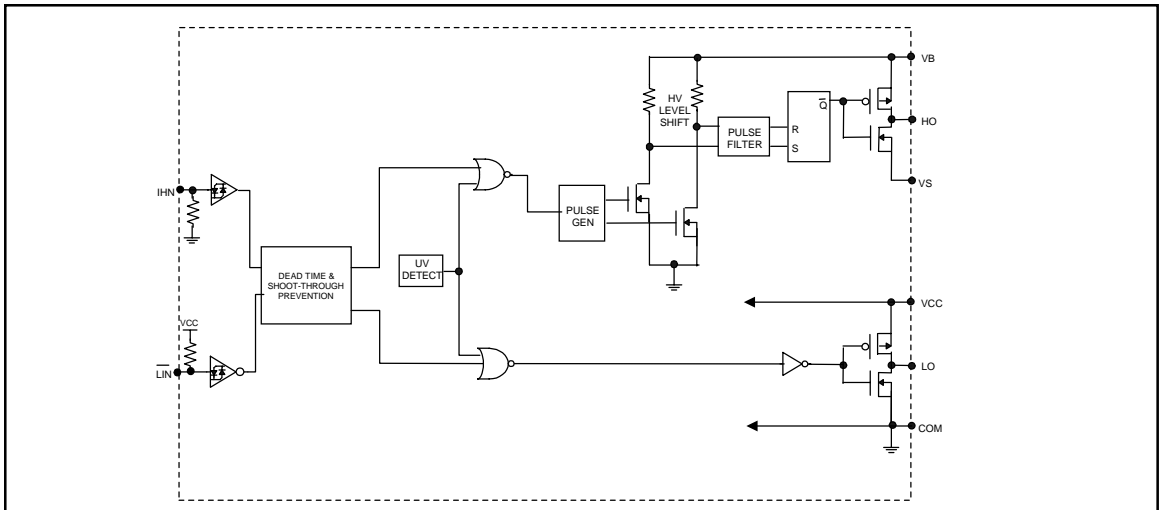 VB
HV
LEVEL
SHIFT
Q
R
S
PULSE
FILTER
HO
VS
IHN
PULSE
GEN
DEAD TIME &
SHOOT-THROUGH
PREVENTION
UV
DETECT
VCC
VCC
LIN
LO
COM